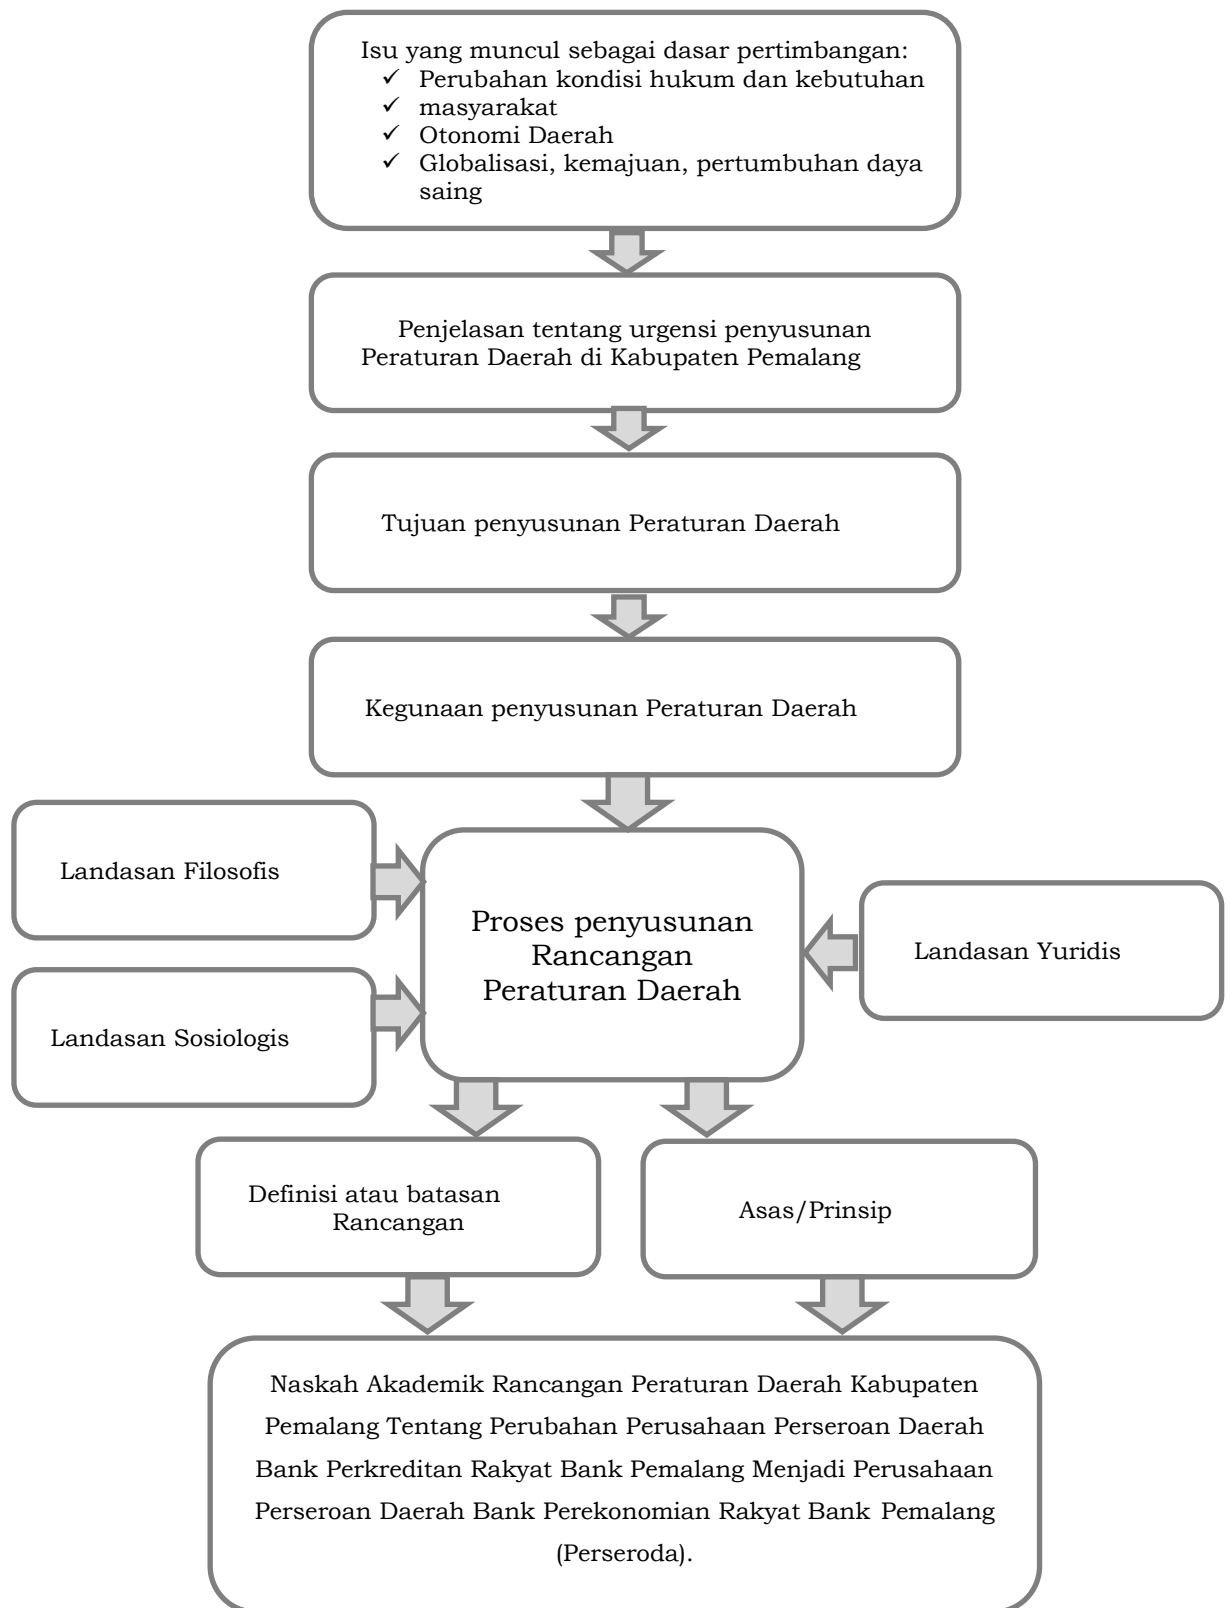 Isu yang muncul sebagai dasar pertimbangan:
✓ Perubahan kondisi hukum dan kebutuhan
✓ masyarakat
✓ Otonomi Daerah
✓ Globalisasi, kemajuan, pertumbuhan daya
saing
Penjelasan tentang urgensi penyusunan
Peraturan Daerah di Kabupaten Pemalang
Tujuan penyusunan Peraturan Daerah
Kegunaan penyusunan Peraturan Daerah
Landasan Filosofis
Landasan Sosiologis
Proses penyusunan
Rancangan
Peraturan Daerah
Landasan Yuridis
Definisi atau batasan
Rancangan
Asas/Prinsip
Naskah Akademik Rancangan Peraturan Daerah Kabupaten
Pemalang Tentang Perubahan Perusahaan Perseroan Daerah
Bank Perkreditan Rakyat Bank Pemalang Menjadi Perusahaan
Perseroan Daerah Bank Perekonomian Rakyat Bank Pemalang
(Perseroda).